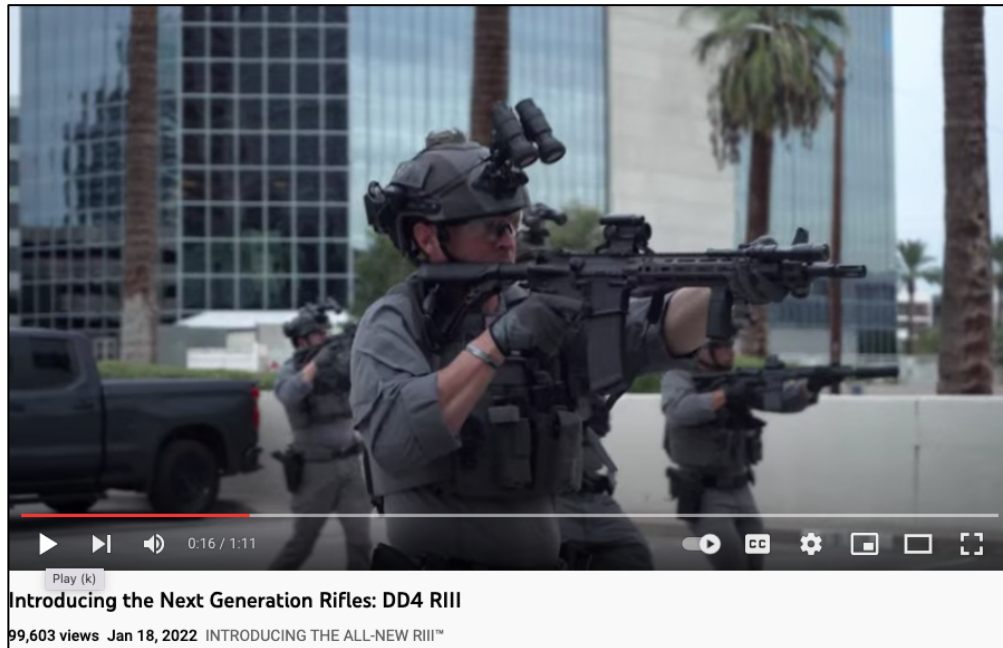 0:16 / 1:11
CC
Play (k)
Introducing the Next Generation Rifles: DD4 RIII
99,603 views Jan 18, 2022 INTRODUCING THE ALL-NEW RIII™